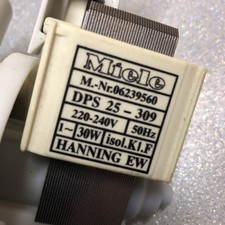 Miele
M.-Nr.06239560
DPS 25 - 309
220-240V 50Hz
1~ 30W isol.Kl.F
HANNING EW